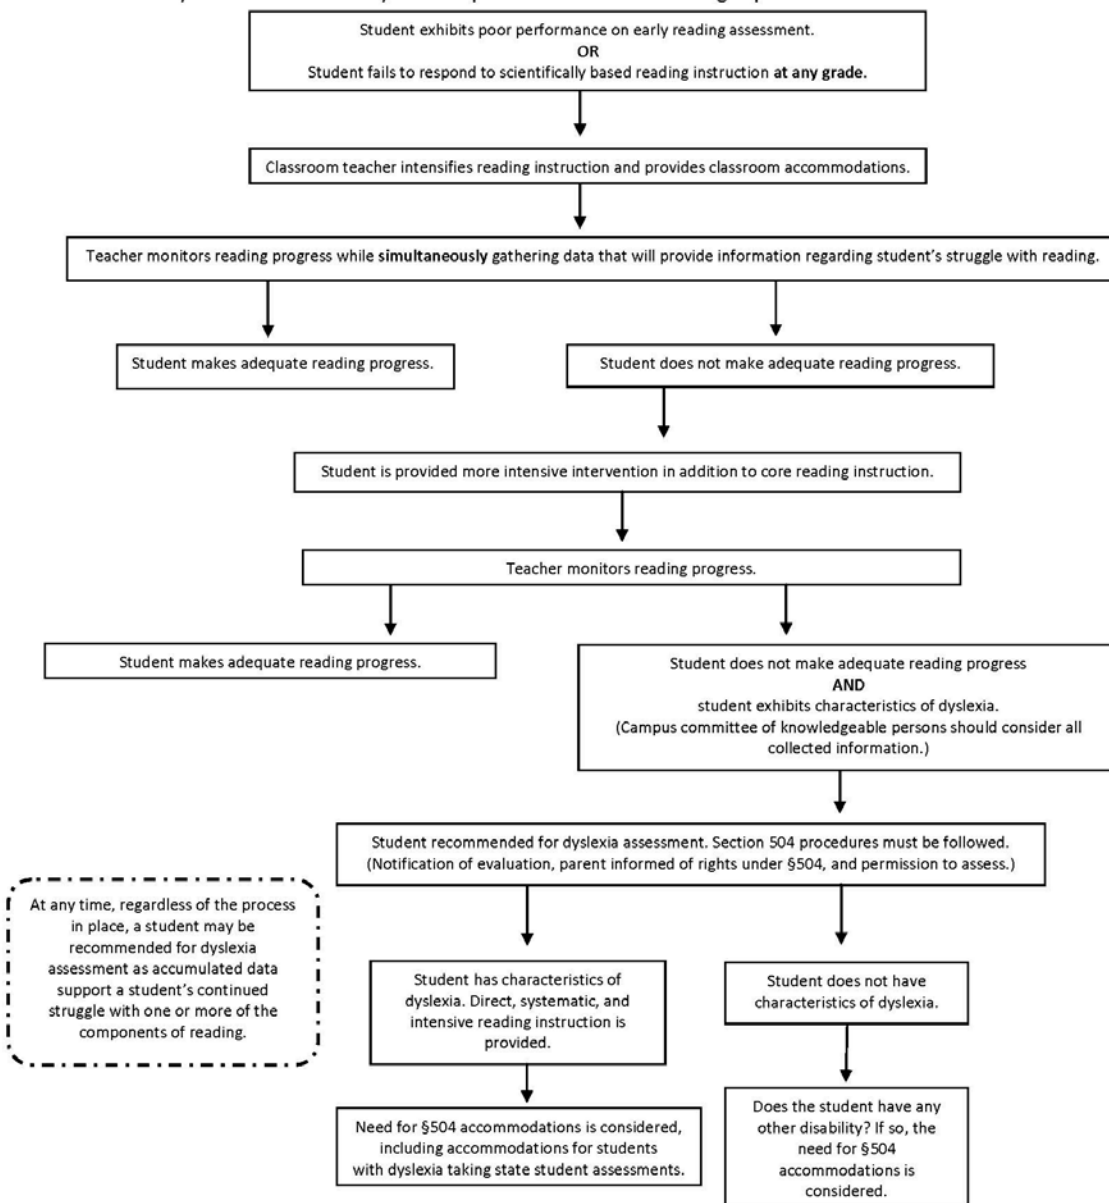 Student exhibits poor performance on early reading assessment.
OR
Student fails to respond to scientifically based reading instruction at any grade.
Classroom teacher intensifies reading instruction and provides classroom accommodations.
Teacher monitors reading progress while simultaneously gathering data that will provide information regarding student's struggle with reading.
Student makes adequate reading progress.
Student does not make adequate reading progress.
Student is provided more intensive intervention in addition to core reading instruction.
Teacher monitors reading progress.
Student makes adequate reading progress.
Student does not make adequate reading progress
AND
student exhibits characteristics of dyslexia.
(Campus committee of knowledgeable persons should consider all
collected information.)
Student recommended for dyslexia assessment. Section 504 procedures must be followed.
(Notification of evaluation, parent informed of rights under §504, and permission to assess.)
At any time, regardless of the process
in place, a student may be
recommended for dyslexia
assessment as accumulated data
support a student's continued
struggle with one or more of the
components of reading.
Student has characteristics of
dyslexia. Direct, systematic, and
intensive reading instruction is
provided.
Student does not have
characteristics of dyslexia.
Need for §504 accommodations is considered,
including accommodations for students
with dyslexia taking state student assessments.
Does the student have any
other disability? If so, the
need for §504
accommodations is
considered.